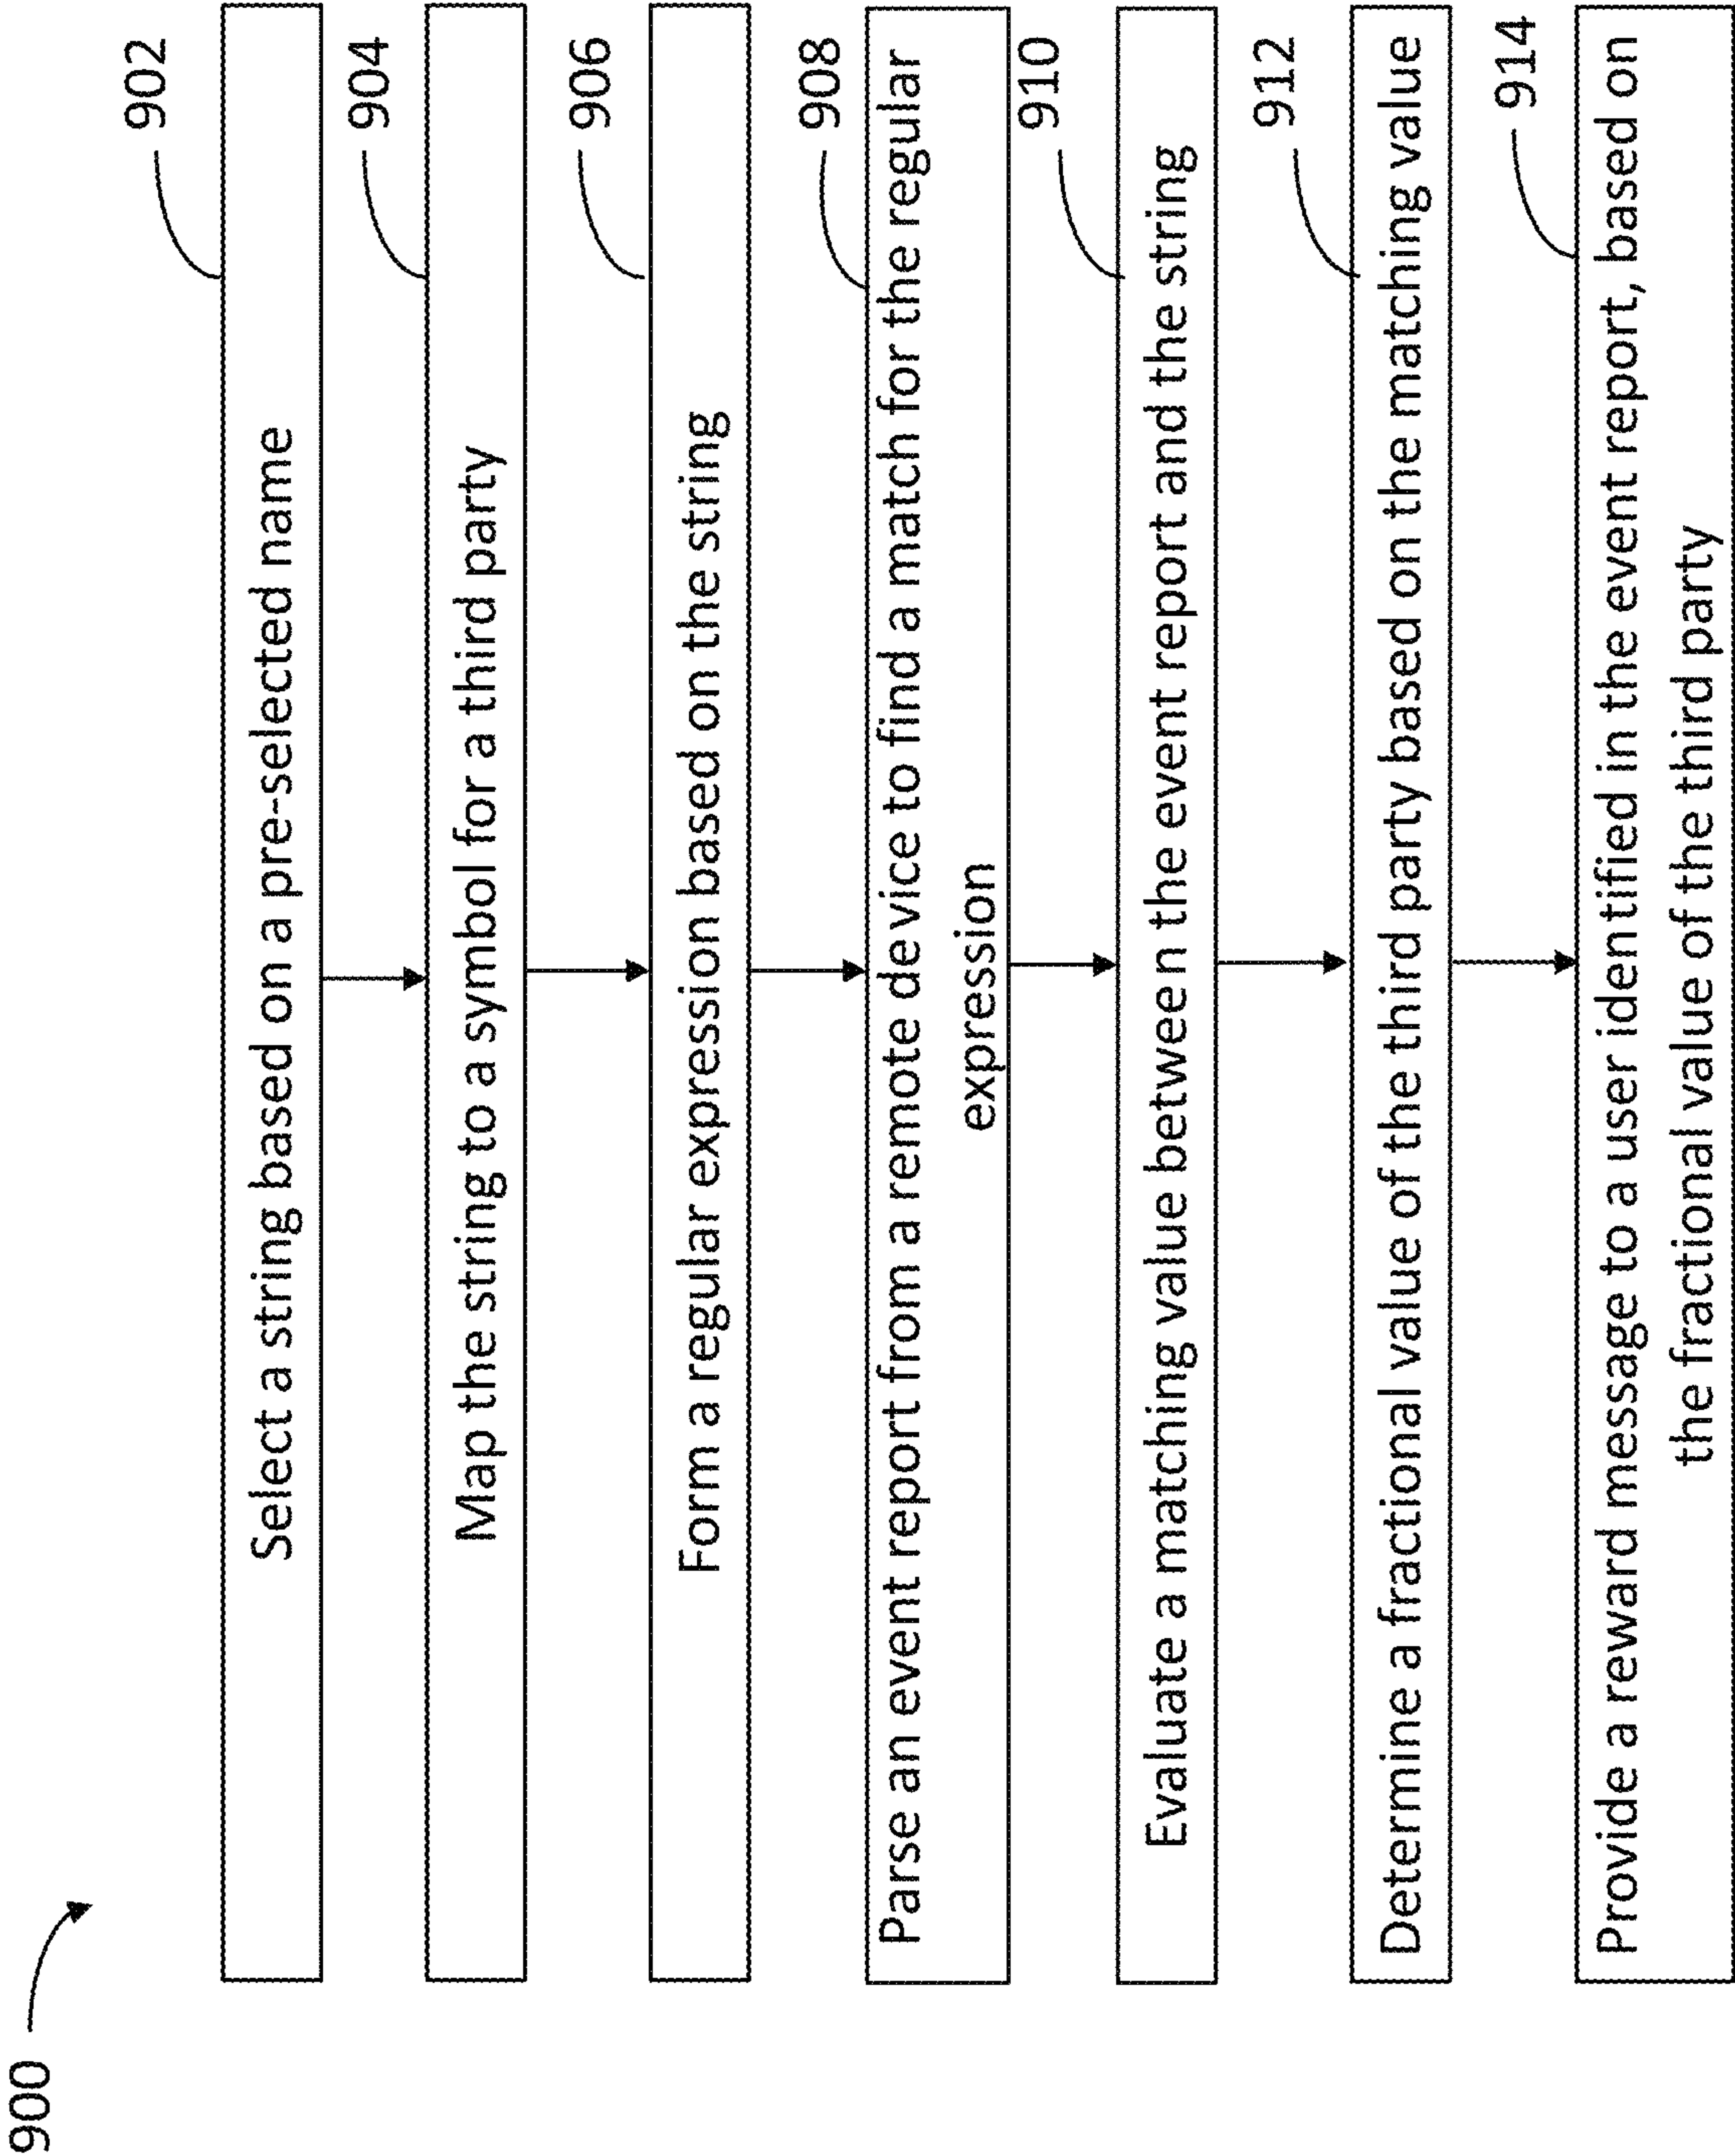 900
902
Select a string based on a pre-selected name
904
Map the string to a symbol for a third party
906
Form a regular expression based on the string
908
Parse an event report from a remote device to find a match for the regular
expression
910
Evaluate a matching value between the event report and the string
912
Determine a fractional value of the third party based on the matching value
914
Provide a reward message to a user identified in the event report, based on
the fractional value of the third party